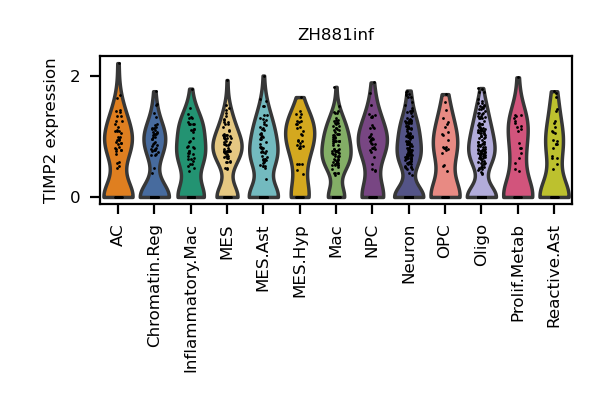 ZH881inf
TIMP2 expression
2
0
AC
Chromatin.Reg
Inflammatory.Mac
MES
MES.Ast
MES.Hyp
Mac
NPC
Neuron
OPC
Oligo
Prolif.Metab
Reactive.Ast